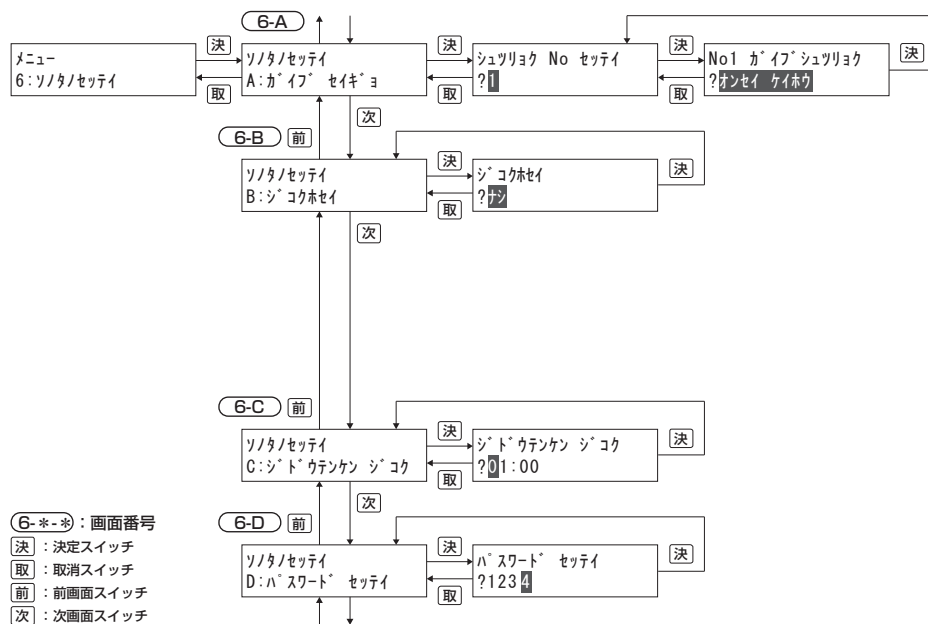 6-A
メニュー
6:ソノタノセッテイ
決
取
ソノタノセッテイ
A:ガイブ セイギョ
決
取
シュツリョク No セッテイ
?1
決
取
No1 ガイブシュツリョク
?オンセイ ケイホウ
決
次
6-B
前
ソノタノセッテイ
B:ジコクホセイ
決
取
ジコクホセイ
?ナシ
決
次
6-C
前
ソノタノセッテイ
C:ジドウテンケン ジコク
決
取
ジドウテンケン ジコク
?01:00
決
次
6-D
前
ソノタノセッテイ
D:パスワード セッテイ
決
取
パスワード セッテイ
?1234
決
6-*-*:画面番号
決:決定スイッチ
取:取消スイッチ
前:前画面スイッチ
次:次画面スイッチ